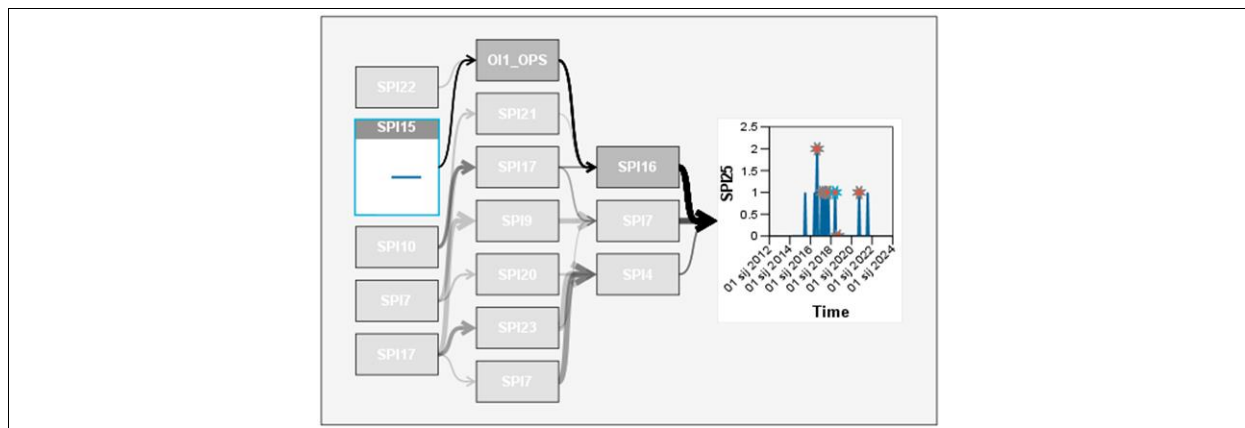 SPI22
SPI15
SPI10
SPI7
SPI17
OI1_OPS
SPI21
SPI17
SPI9
SPI20
SPI23
SPI7
SPI16
SPI7
SPI4
SPI25
2.5
2
1.5
1
0.5
0
01 sij 2012
01 sij 2014
01 sij 2016
01 sij 2018
01 sij 2020
01 sij 2022
01 sij 2024
Time